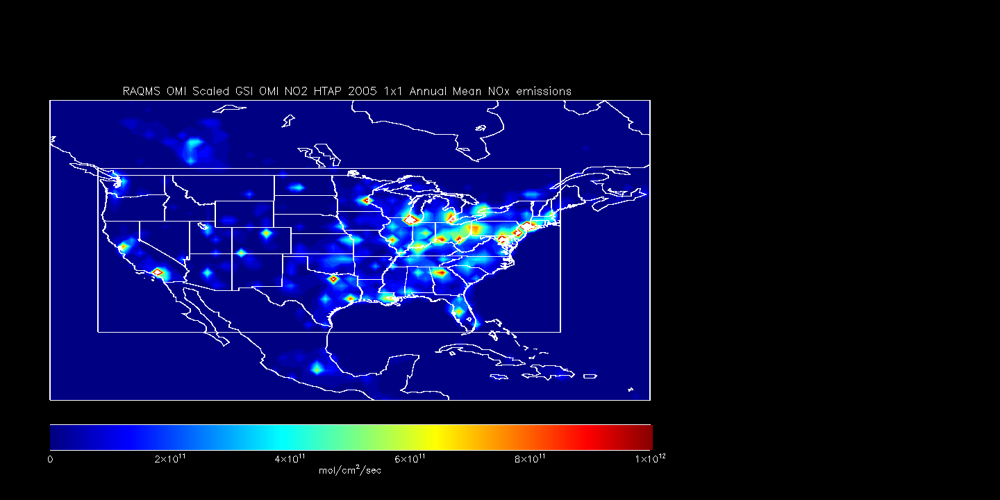 RAQMS OMI Scaled GSI OMI NO2 HTAP 2005 1x1 Annual Mean NOx emissions
0 2×10¹¹ 4×10¹¹ 6×10¹¹ 8×10¹¹ 1×10¹²
mol/cm²/sec